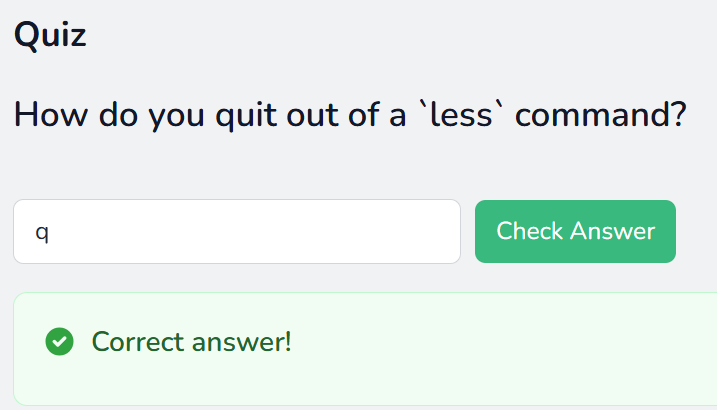 Quiz
How do you quit out of a `less` command?
q
Check Answer
Correct answer!